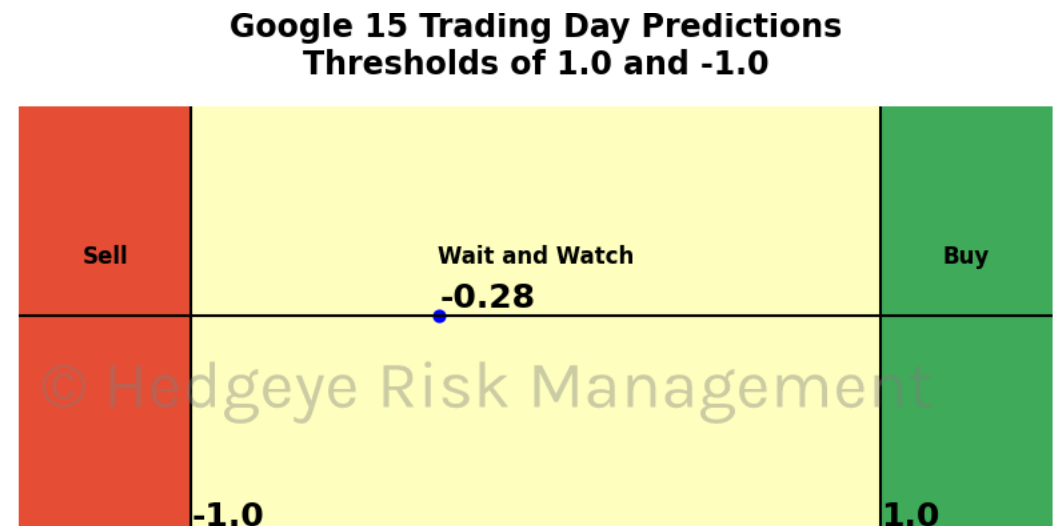 Google 15 Trading Day Predictions
Thresholds of 1.0 and -1.0
Sell
Wait and Watch
Buy
-0.28
© Hedgeye Risk Management
-1.0
1.0